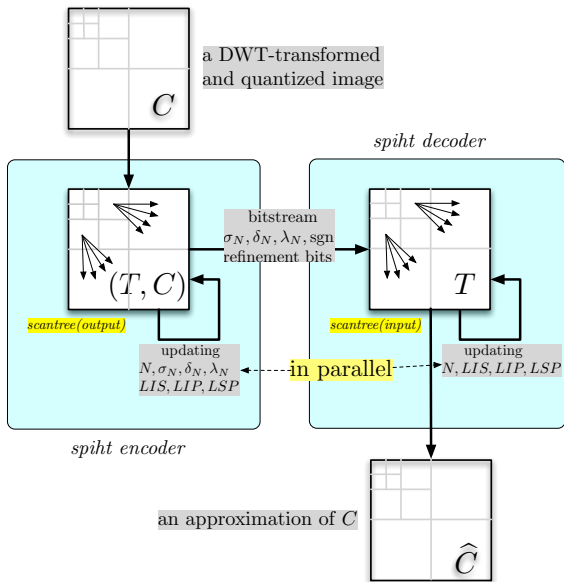 a DWT-transformed
and quantized image
C
spiht decoder
bitstream
σ_N, δ_N, λ_N, sgn
refinement bits
(T, C)
T
scantree(output)
scantree(input)
updating
N, σ_N, δ_N, λ_N
LIS, LIP, LSP
in parallel
updating
N, LIS, LIP, LSP
spiht encoder
an approximation of C
Ĉ